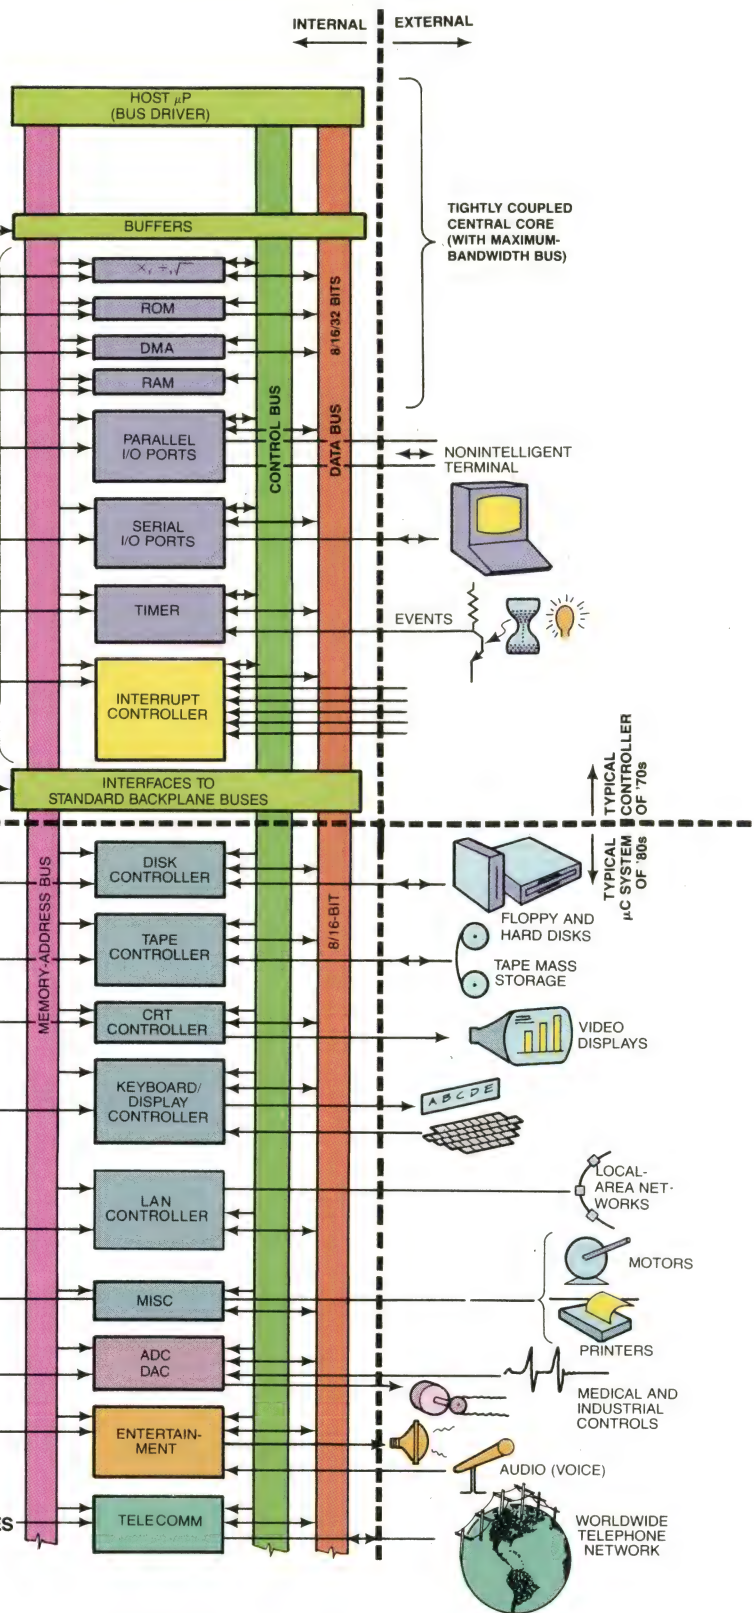 INTERNAL
EXTERNAL
HOST μP
(BUS DRIVER)
BUFFERS
TIGHTLY COUPLED
CENTRAL CORE
(WITH MAXIMUM-
BANDWIDTH BUS)
×, ÷, √
ROM
DMA
RAM
8/16/32 BITS
DATA BUS
CONTROL BUS
PARALLEL
I/O PORTS
NONINTELLIGENT
TERMINAL
SERIAL
I/O PORTS
TIMER
EVENTS
INTERRUPT
CONTROLLER
INTERFACES TO
STANDARD BACKPLANE BUSES
TYPICAL
CONTROLLER
OF '70s
TYPICAL
μC SYSTEM
OF '80s
MEMORY-ADDRESS BUS
8/16-BIT
DISK
CONTROLLER
FLOPPY AND
HARD DISKS
TAPE
CONTROLLER
TAPE MASS
STORAGE
CRT
CONTROLLER
VIDEO
DISPLAYS
KEYBOARD/
DISPLAY
CONTROLLER
A B C D E
LAN
CONTROLLER
LOCAL-
AREA NET-
WORKS
MOTORS
MISC
PRINTERS
ADC
DAC
MEDICAL AND
INDUSTRIAL
CONTROLS
ENTERTAIN-
MENT
AUDIO (VOICE)
ES
TELECOMM
WORLDWIDE
TELEPHONE
NETWORK